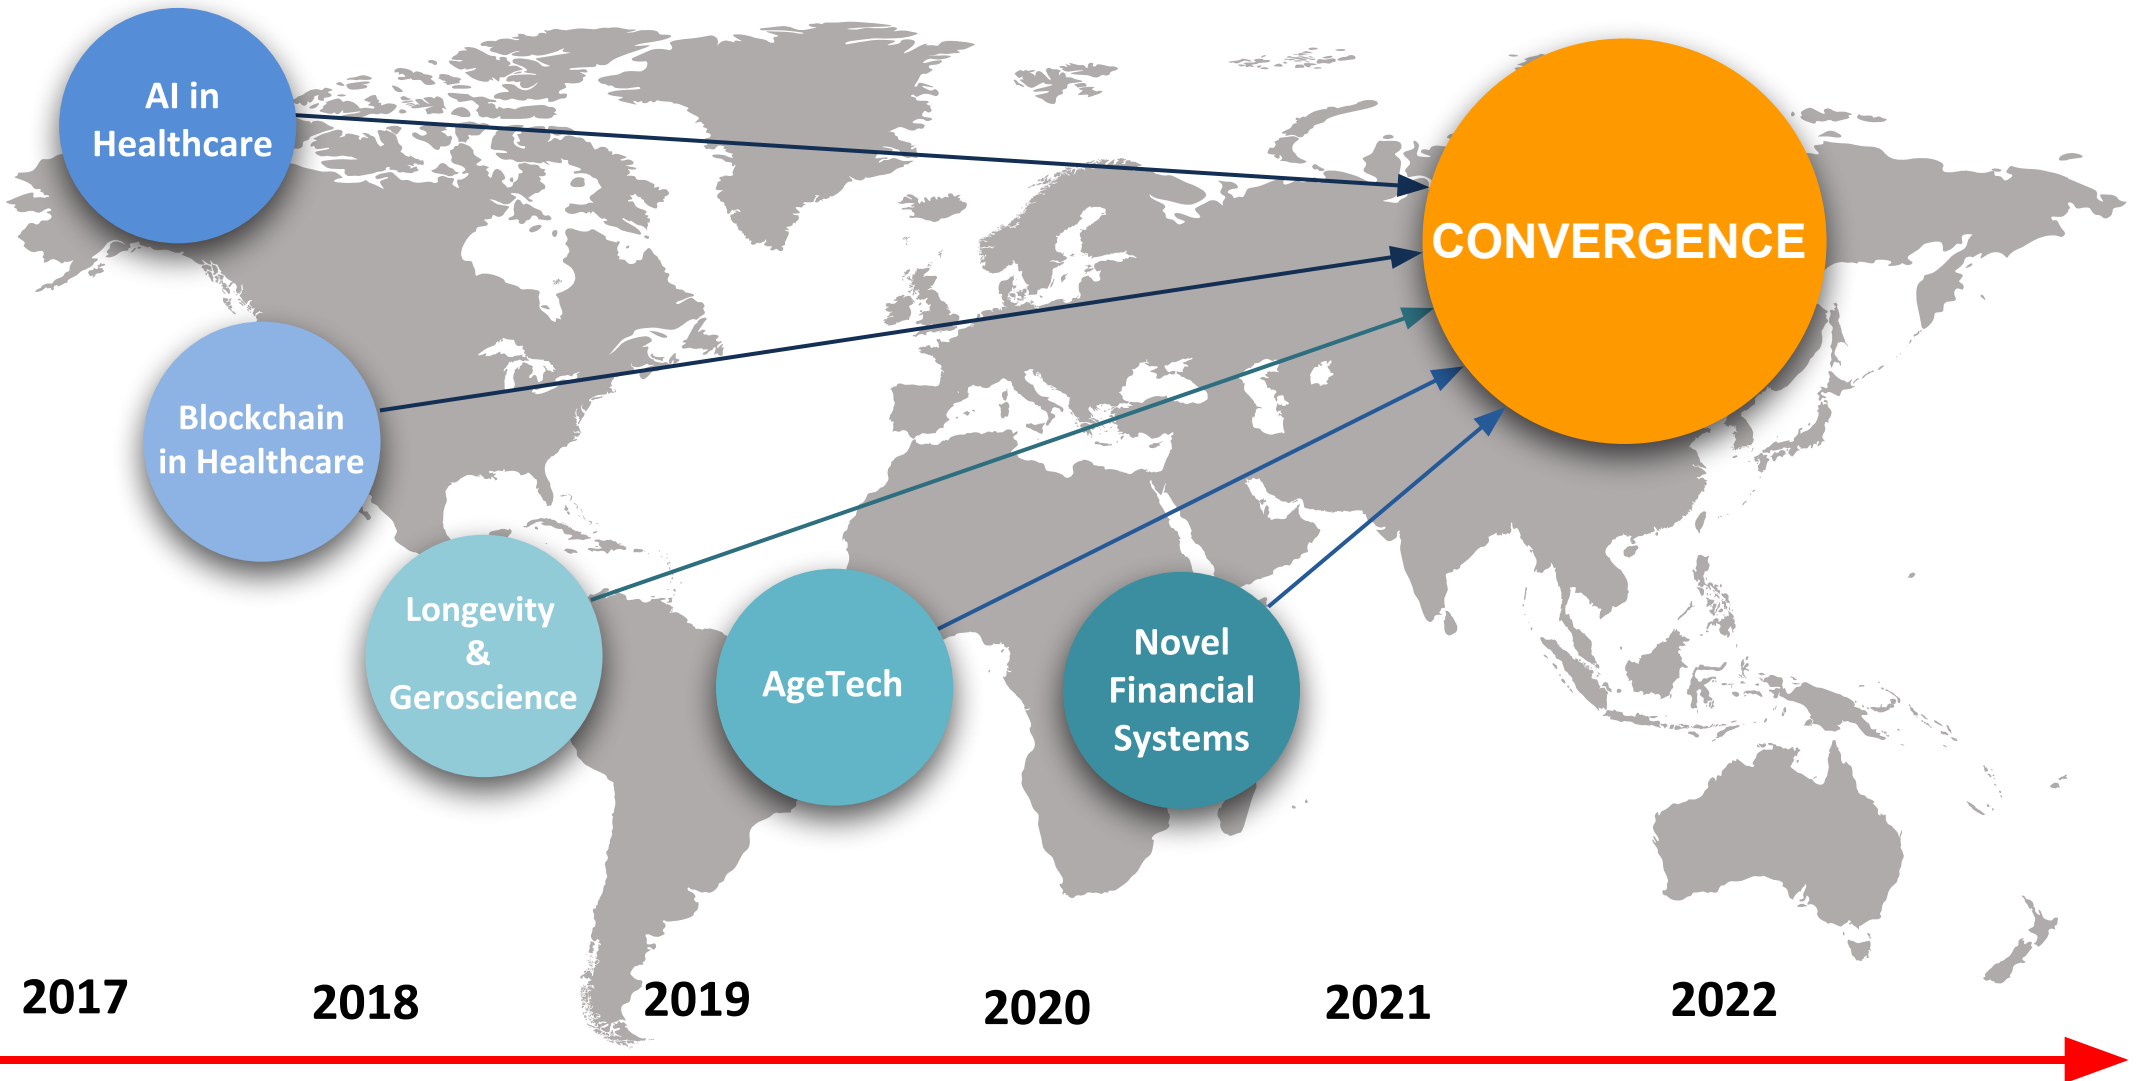 AI in
Healthcare
CONVERGENCE
Blockchain
in Healthcare
Longevity
&
Geroscience
AgeTech
Novel
Financial
Systems
2017
2018
2019
2020
2021
2022